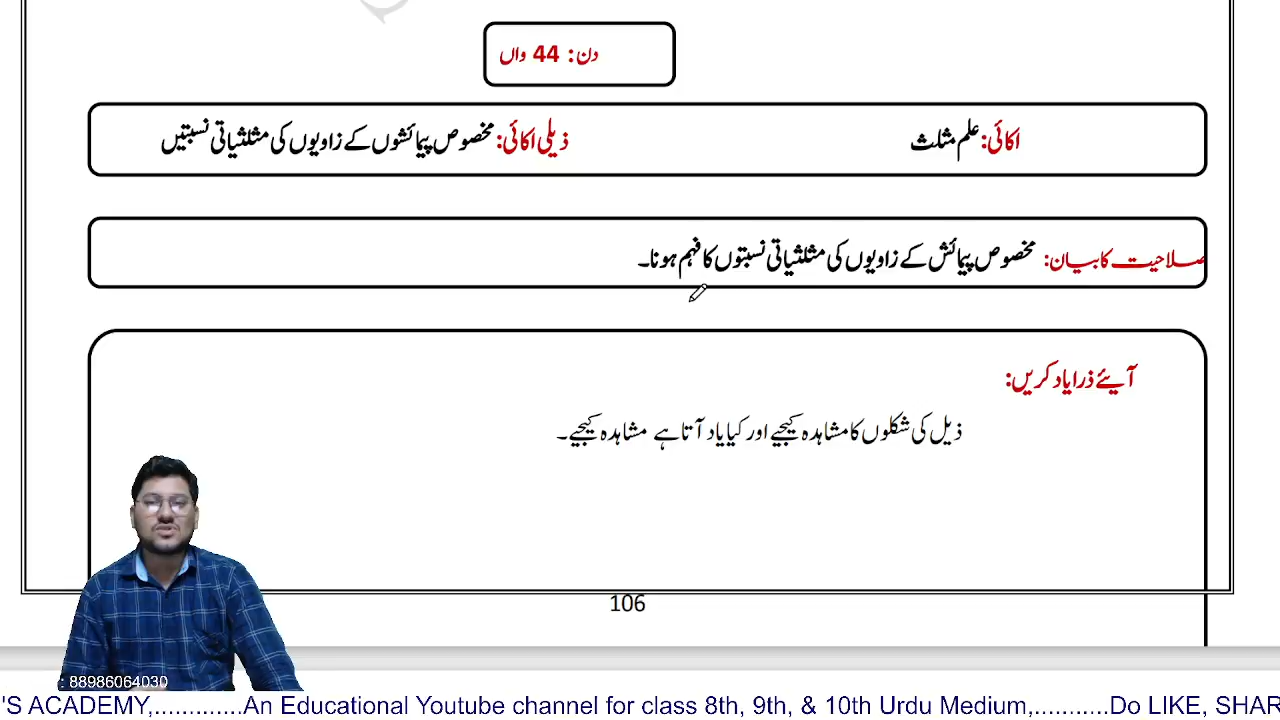 دن: 44 واں
اکائی: علم مثلث
ذیلی اکائی: مخصوص پیمائشوں کے زاویوں کی مثلثیاتی نسبتیں
صلاحیت کا بیان: مخصوص پیمائش کے زاویوں کی مثلثیاتی نسبتوں کا فہم ہونا۔
آیئے ذرا یاد کریں:
ذیل کی شکلوں کا مشاہدہ کیجیے اور کیا یاد آتا ہے مشاہدہ کیجیے۔
106
: 88986064030
'S ACADEMY,.............An Educational Youtube channel for class 8th, 9th, & 10th Urdu Medium,..........Do LIKE, SHAR